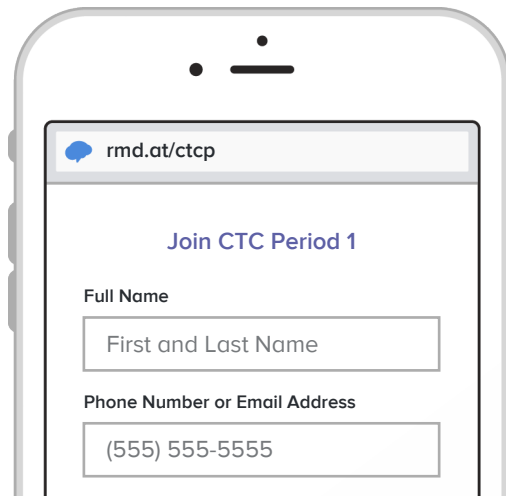 rmd.at/ctcp
Join CTC Period 1
Full Name
First and Last Name
Phone Number or Email Address
(555) 555-5555